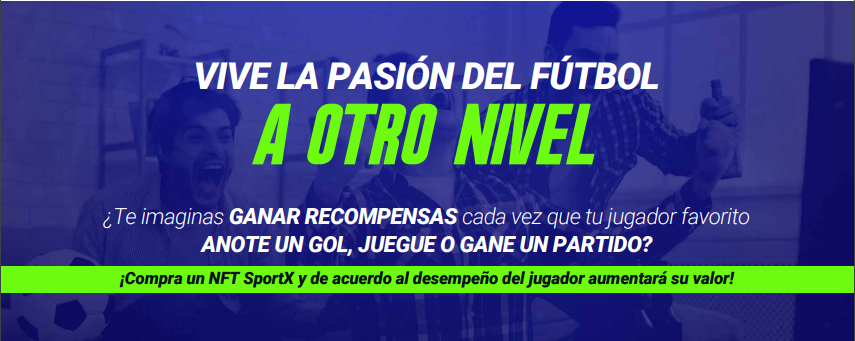 VIVE LA PASIÓN DEL FÚTBOL
A OTRO NIVEL
¿Te imaginas GANAR RECOMPENSAS cada vez que tu jugador favorito
ANOTE UN GOL, JUEGUE O GANE UN PARTIDO?
¡Compra un NFT SportX y de acuerdo al desempeño del jugador aumentará su valor!